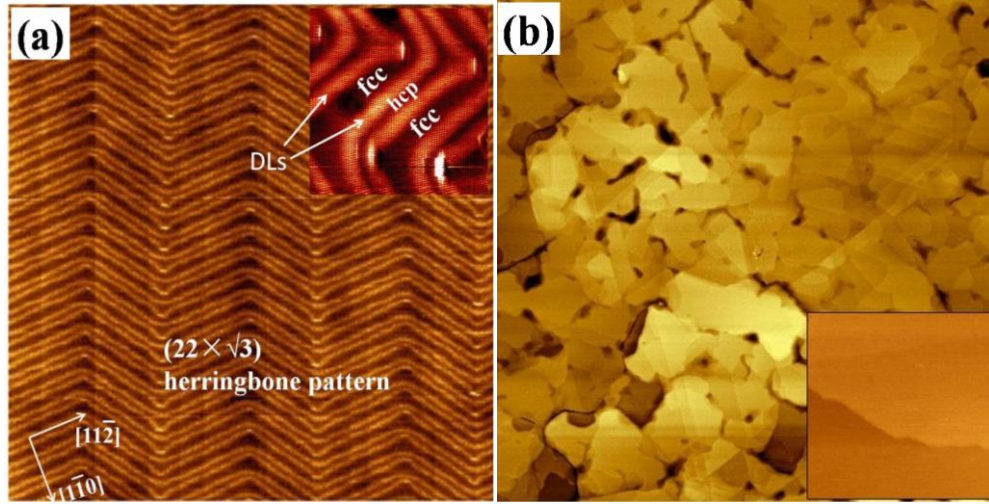 (a)
fcc
hcp
fcc
DLs
(22×√3)
herringbone pattern
[112̅]
[11̅0]
(b)